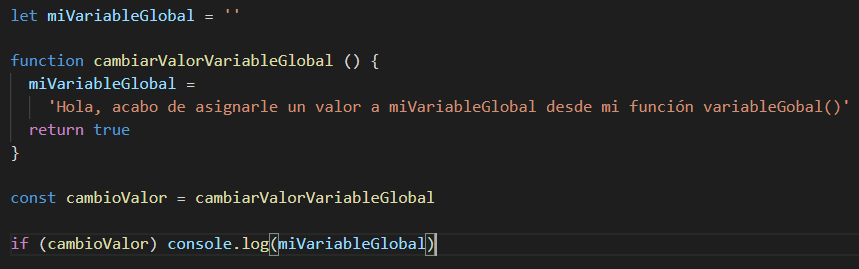 let miVariableGlobal = ''
function cambiarValorVariableGlobal () {
miVariableGlobal =
'Hola, acabo de asignarle un valor a miVariableGlobal desde mi función variableGobal()'
return true
}
const cambioValor = cambiarValorVariableGlobal
if (cambioValor) console.log(miVariableGlobal)